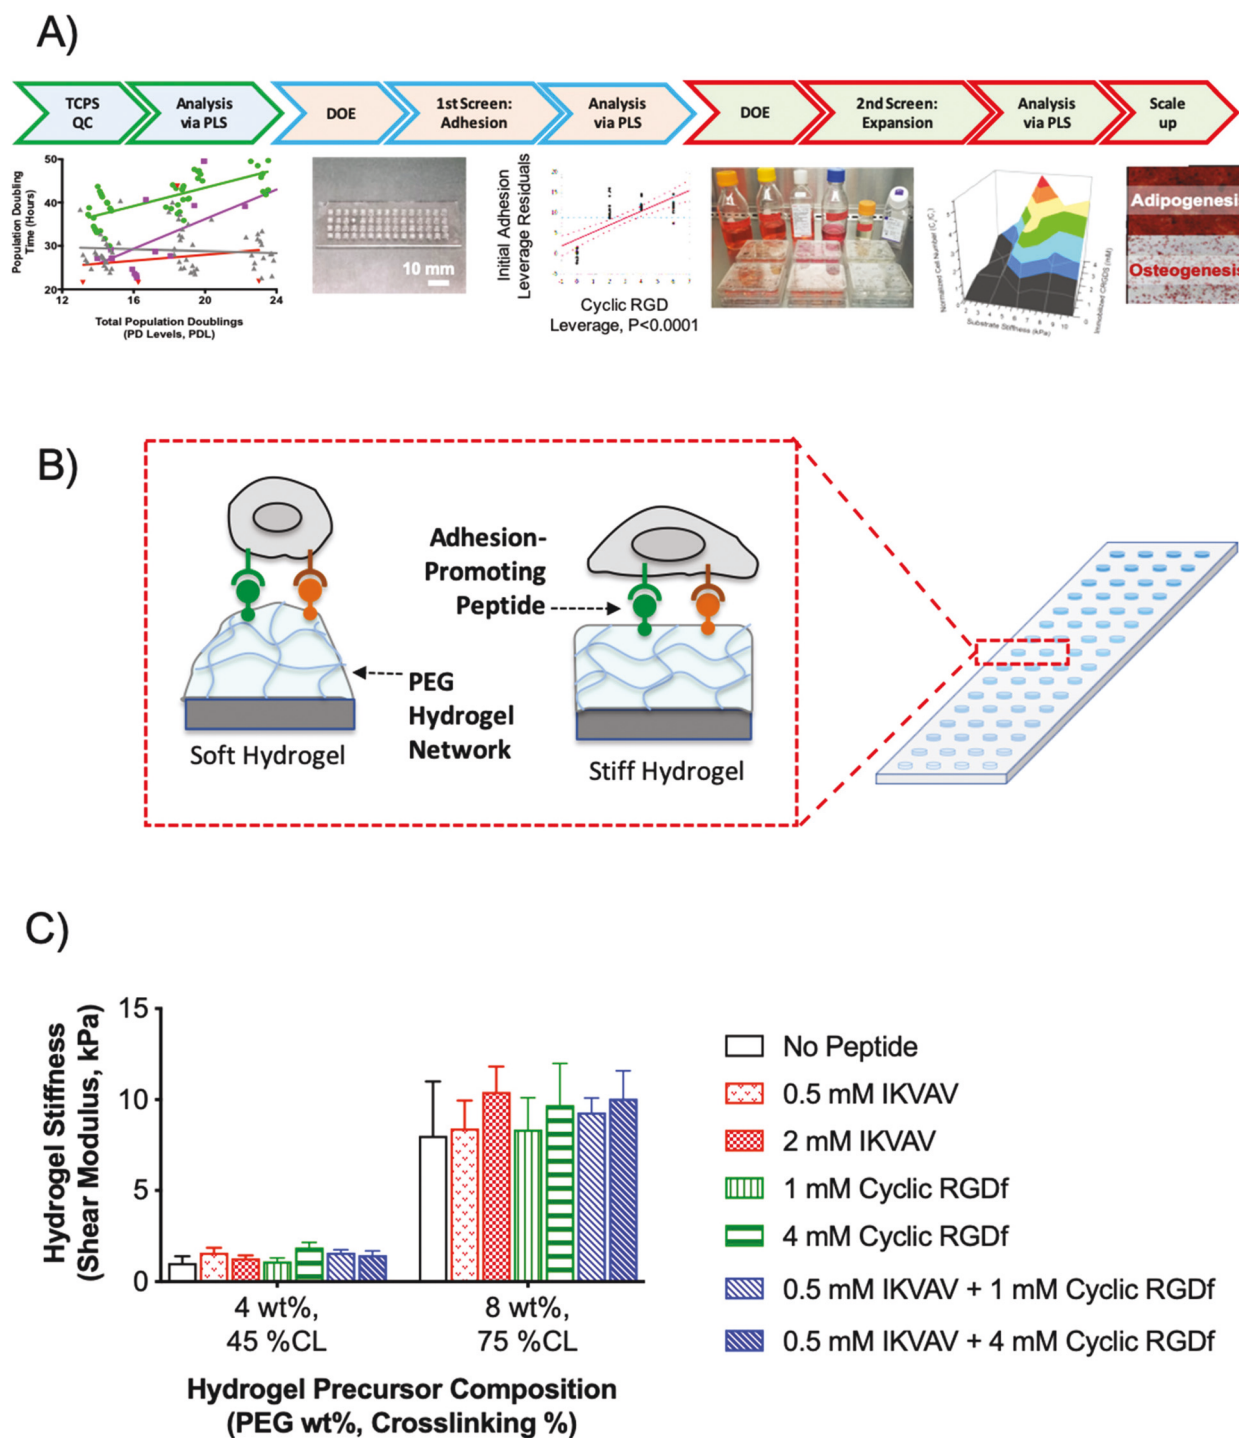 A)
TCPS
QC
Analysis
via PLS
DOE
1st Screen:
Adhesion
Analysis
via PLS
DOE
2nd Screen:
Expansion
Analysis
via PLS
Scale
up
Population Doubling
Time (Hours)
50
40
30
20
12
16
20
24
Total Population Doublings
(PD Levels, PDL)
10 mm
Initial Adhesion
Leverage Residuals
Cyclic RGD
Leverage, P<0.0001
Substrate Stiffness (kPa)
Adipogenesis
Osteogenesis
B)
Adhesion-
Promoting
Peptide
PEG
Hydrogel
Network
Soft Hydrogel
Stiff Hydrogel
C)
Hydrogel Stiffness
(Shear Modulus, kPa)
15
10
5
0
4 wt%,
45 %CL
8 wt%,
75 %CL
Hydrogel Precursor Composition
(PEG wt%, Crosslinking %)
No Peptide
0.5 mM IKVAV
2 mM IKVAV
1 mM Cyclic RGDf
4 mM Cyclic RGDf
0.5 mM IKVAV + 1 mM Cyclic RGDf
0.5 mM IKVAV + 4 mM Cyclic RGDf